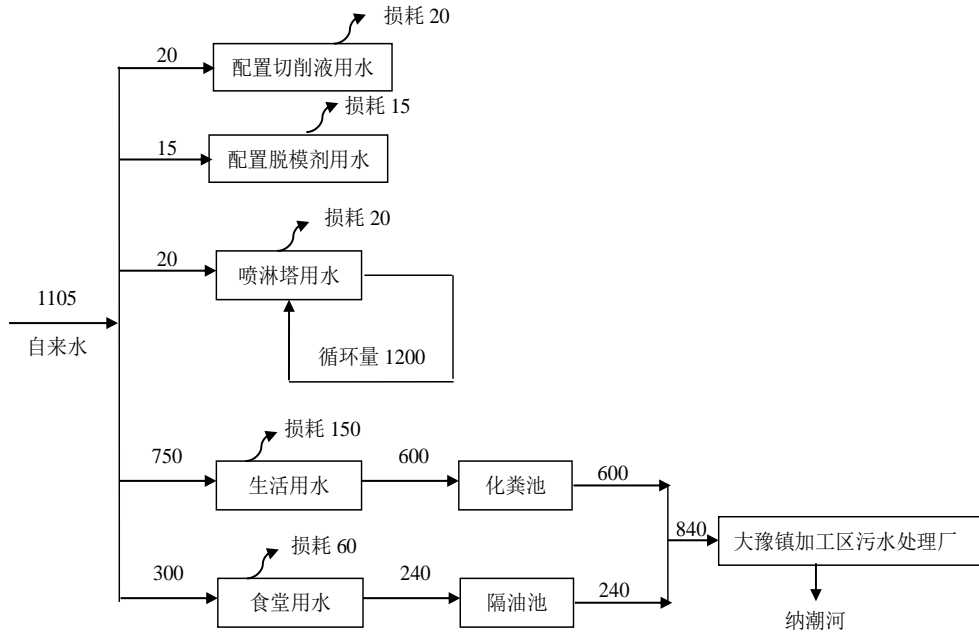 损耗 20
20
配置切削液用水
损耗 15
15
配置脱模剂用水
损耗 20
20
喷淋塔用水
1105
自来水
循环量 1200
损耗 150
750
生活用水
600
化粪池
600
840
大豫镇加工区污水处理厂
损耗 60
300
食堂用水
240
隔油池
240
纳潮河